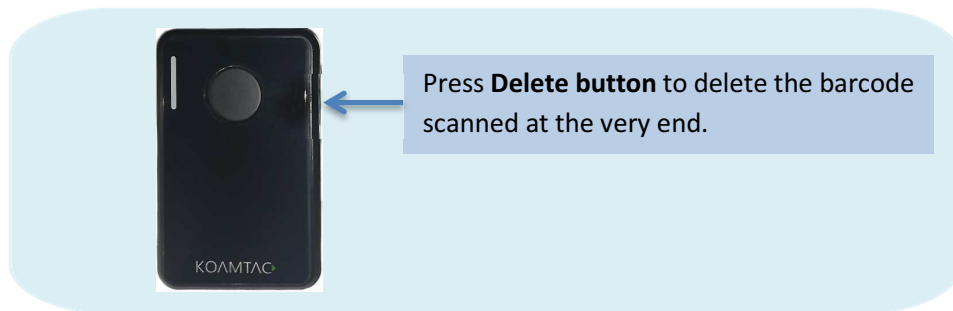 Press Delete button to delete the barcode
scanned at the very end.
KOAMTAC